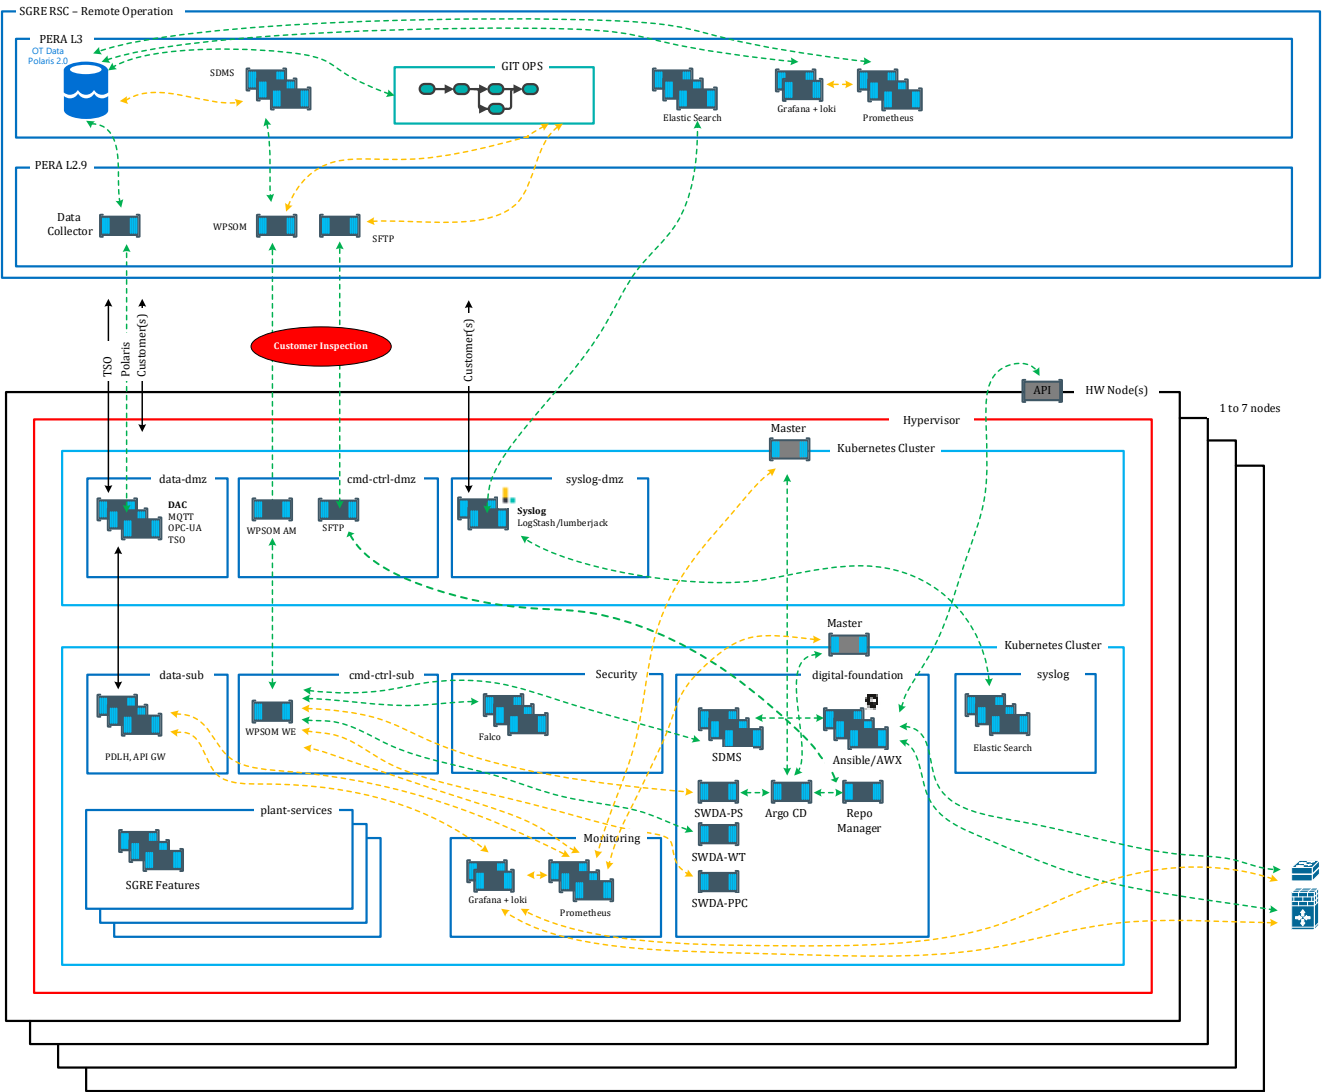 SGRE RSC – Remote Operation
PERA L3
OT Data
Polaris 2.0
SDMS
GIT OPS
Elastic Search
Grafana + loki
Prometheus
PERA L2.9
Data
Collector
WPSOM
SFTP
TSO
Polaris
Customer(s)
Customer Inspection
Customer(s)
API
HW Node(s)
1 to 7 nodes
Hypervisor
Master
Kubernetes Cluster
data-dmz
cmd-ctrl-dmz
syslog-dmz
DAC
MQTT
OPC-UA
TSO
WPSOM AM
SFTP
Syslog
LogStash/lumberjack
Master
Kubernetes Cluster
data-sub
cmd-ctrl-sub
Security
digital-foundation
syslog
PDLH, API GW
WPSOM WE
Falco
SDMS
Ansible/AWX
Elastic Search
SWDA-PS
Argo CD
Repo
Manager
plant-services
SGRE Features
Monitoring
SWDA-WT
Grafana + loki
Prometheus
SWDA-PPC